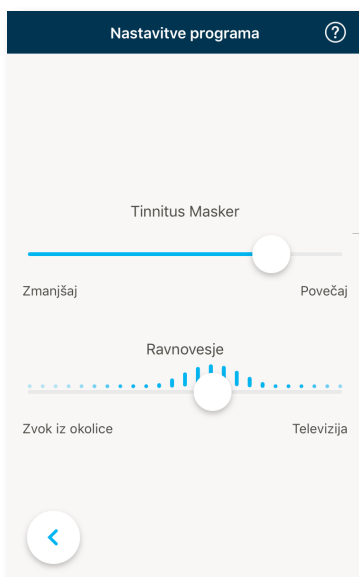 Nastavitve programa ?
Tinnitus Masker
Zmanjšaj Povečaj
Ravnovesje
Zvok iz okolice Televizija